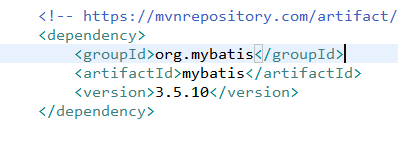 <!-- https://mvnrepository.com/artifact/
<dependency>
<groupId>org.mybatis</groupId>
<artifactId>mybatis</artifactId>
<version>3.5.10</version>
</dependency>